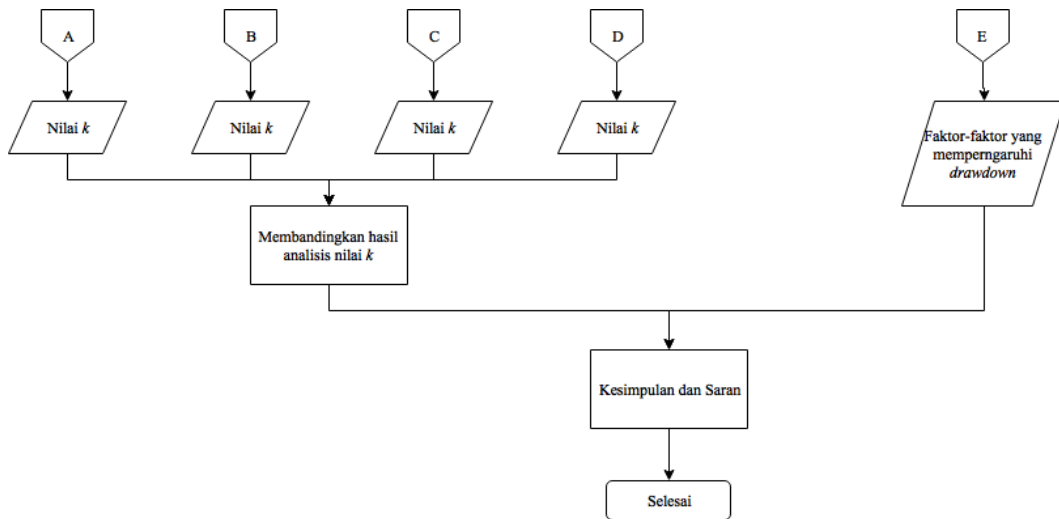 A
B
C
D
E
Nilai k
Nilai k
Nilai k
Nilai k
Faktor-faktor yang
memperngaruhi
drawdown
Membandingkan hasil
analisis nilai k
Kesimpulan dan Saran
Selesai